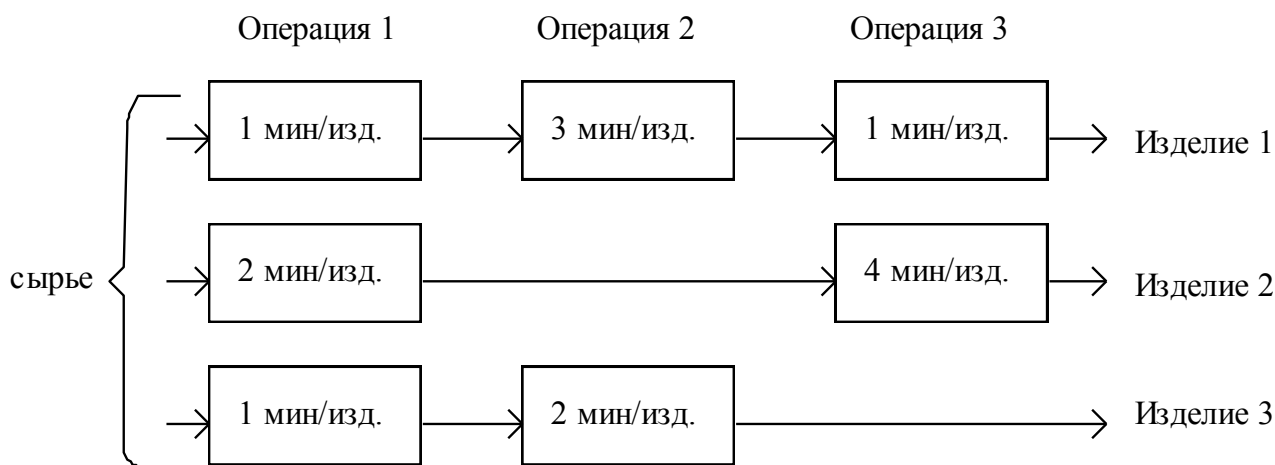 Операция 1 Операция 2 Операция 3
1 мин/изд. 3 мин/изд. 1 мин/изд. Изделие 1
сырье 2 мин/изд. 4 мин/изд. Изделие 2
1 мин/изд. 2 мин/изд. Изделие 3